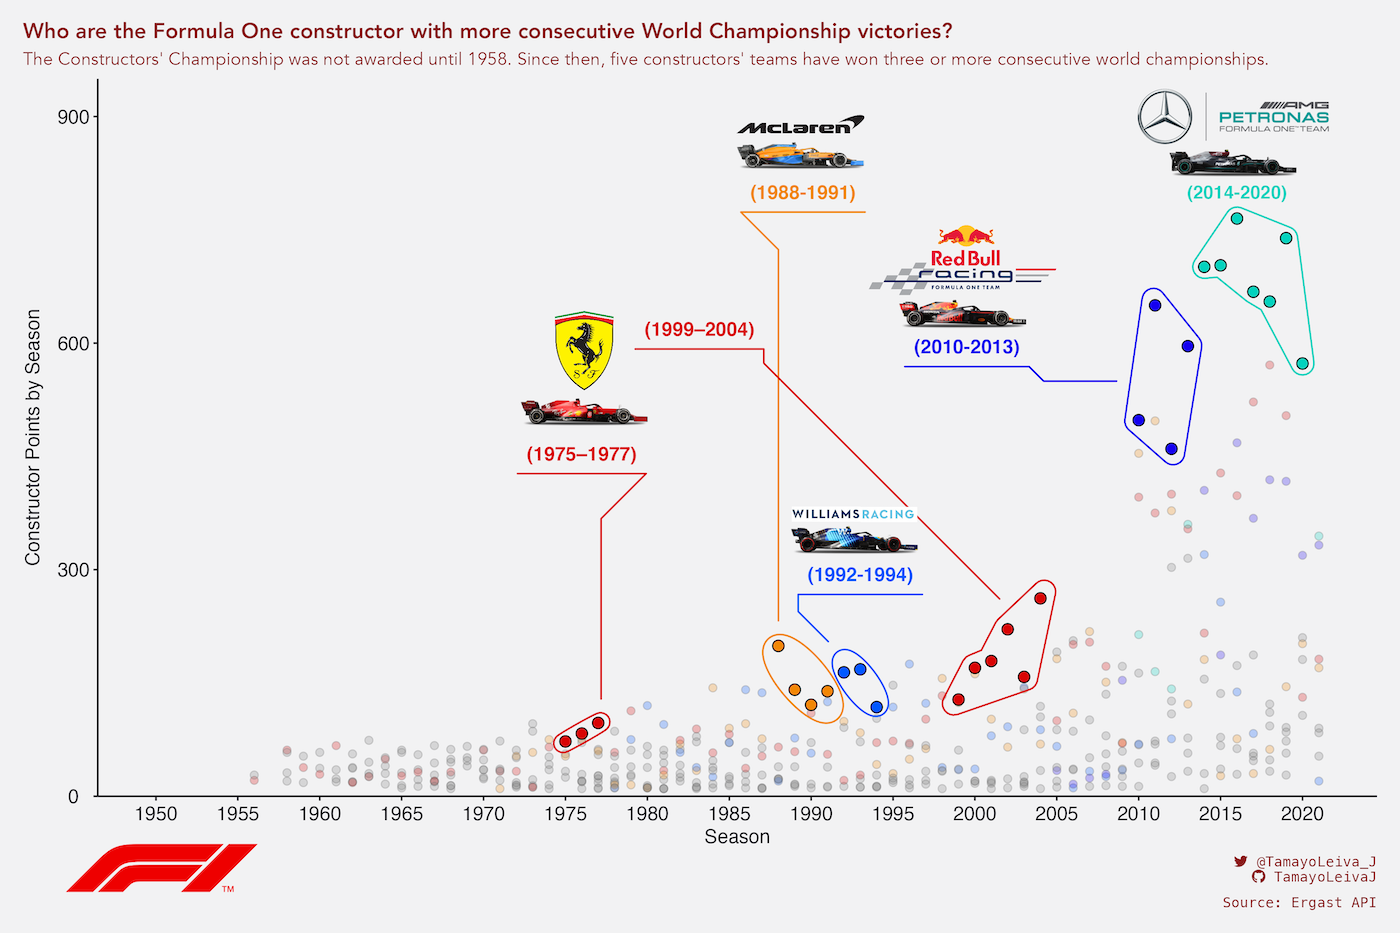 Who are the Formula One constructor with more consecutive World Championship victories?
The Constructors' Championship was not awarded until 1958. Since then, five constructors' teams have won three or more consecutive world championships.
900
600
300
0
Constructor Points by Season
McLaren
(1988-1991)
AMG
PETRONAS
FORMULA ONE™ TEAM
(2014-2020)
Red Bull
racing
FORMULA ONE TEAM
(2010-2013)
(1999–2004)
S F
(1975–1977)
WILLIAMS RACING
(1992-1994)
1950 1955 1960 1965 1970 1975 1980 1985 1990 1995 2000 2005 2010 2015 2020
Season
F1
TM
@TamayoLeiva_J
TamayoLeivaJ
Source: Ergast API